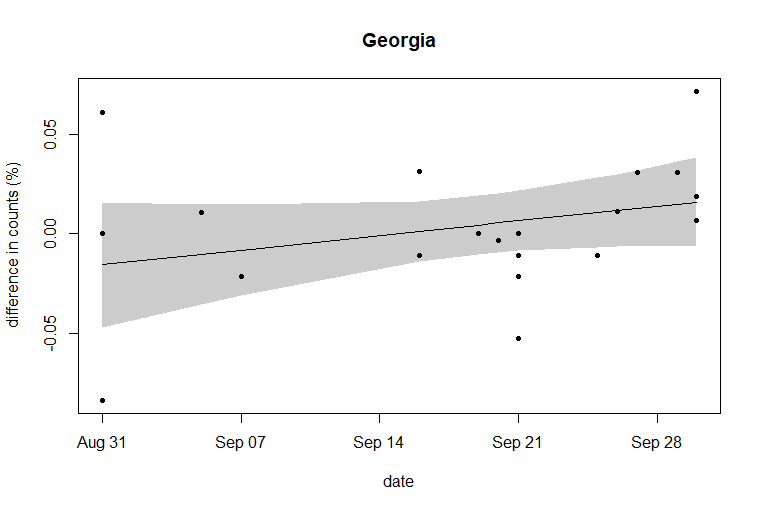 Georgia
difference in counts (%)
0.05
0.00
-0.05
Aug 31
Sep 07
Sep 14
Sep 21
Sep 28
date